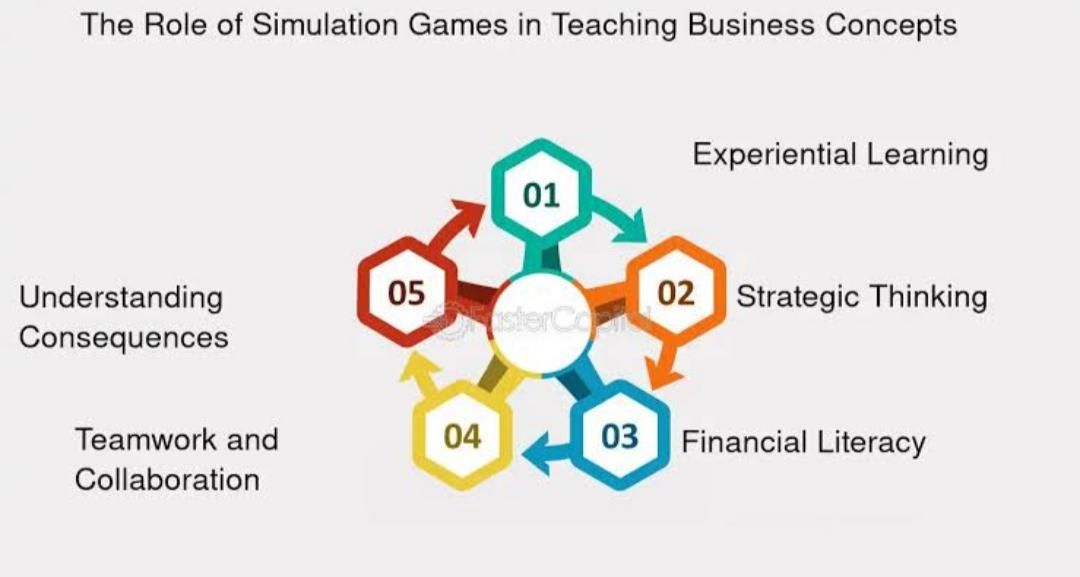 The Role of Simulation Games in Teaching Business Concepts
01
Experiential Learning
02
Strategic Thinking
03
Financial Literacy
04
Teamwork and
Collaboration
05
Understanding
Consequences
FasterCapital